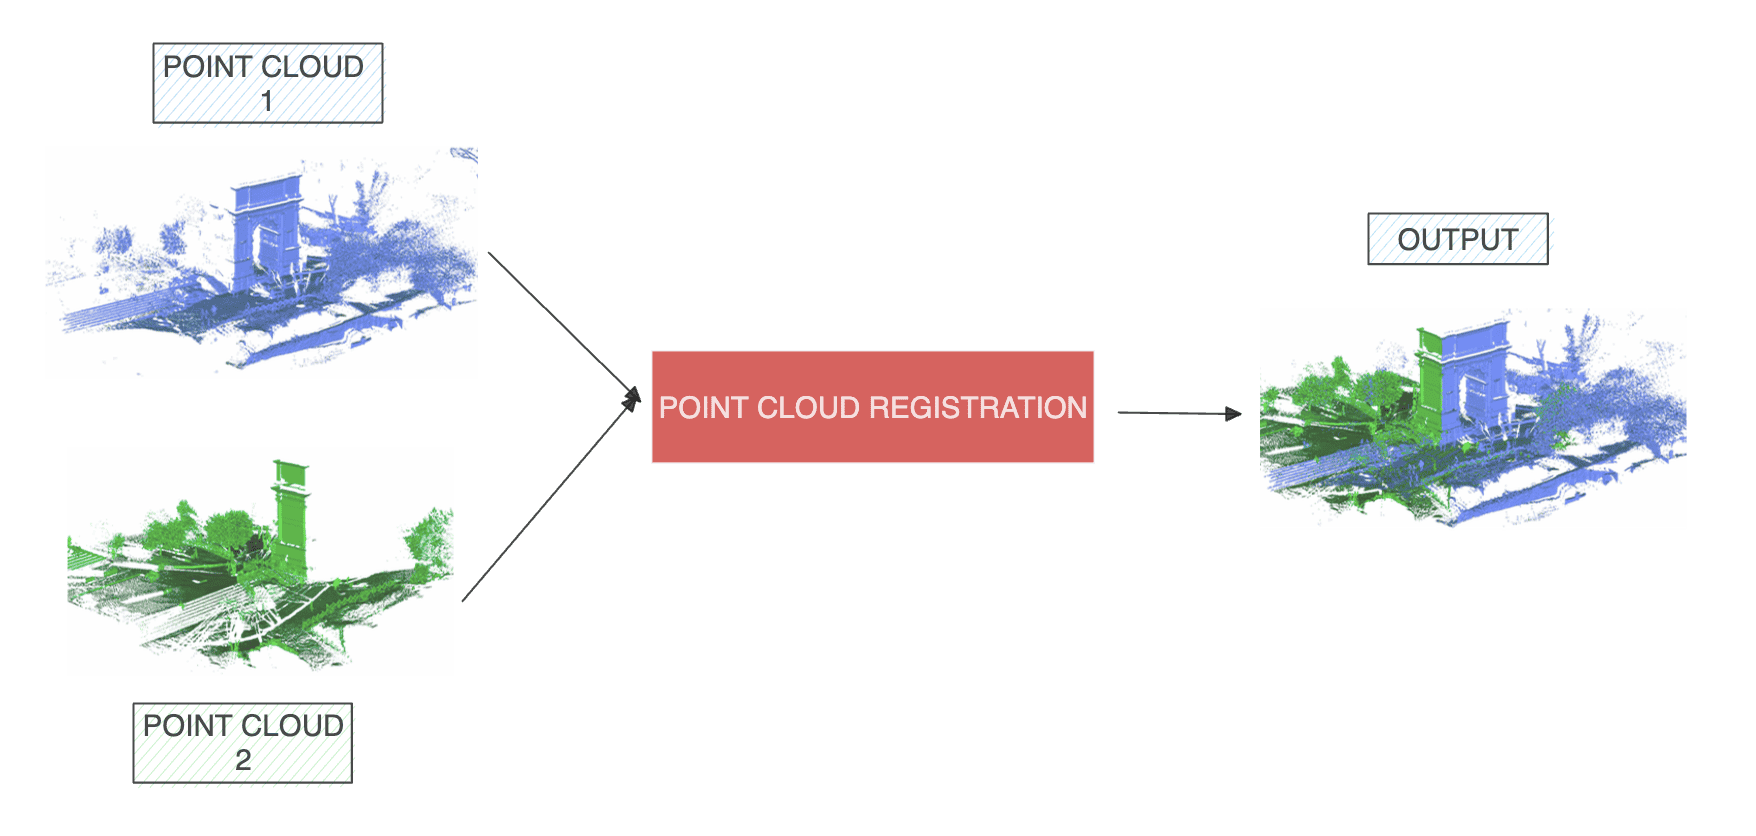 POINT CLOUD
1
POINT CLOUD REGISTRATION
OUTPUT
POINT CLOUD
2